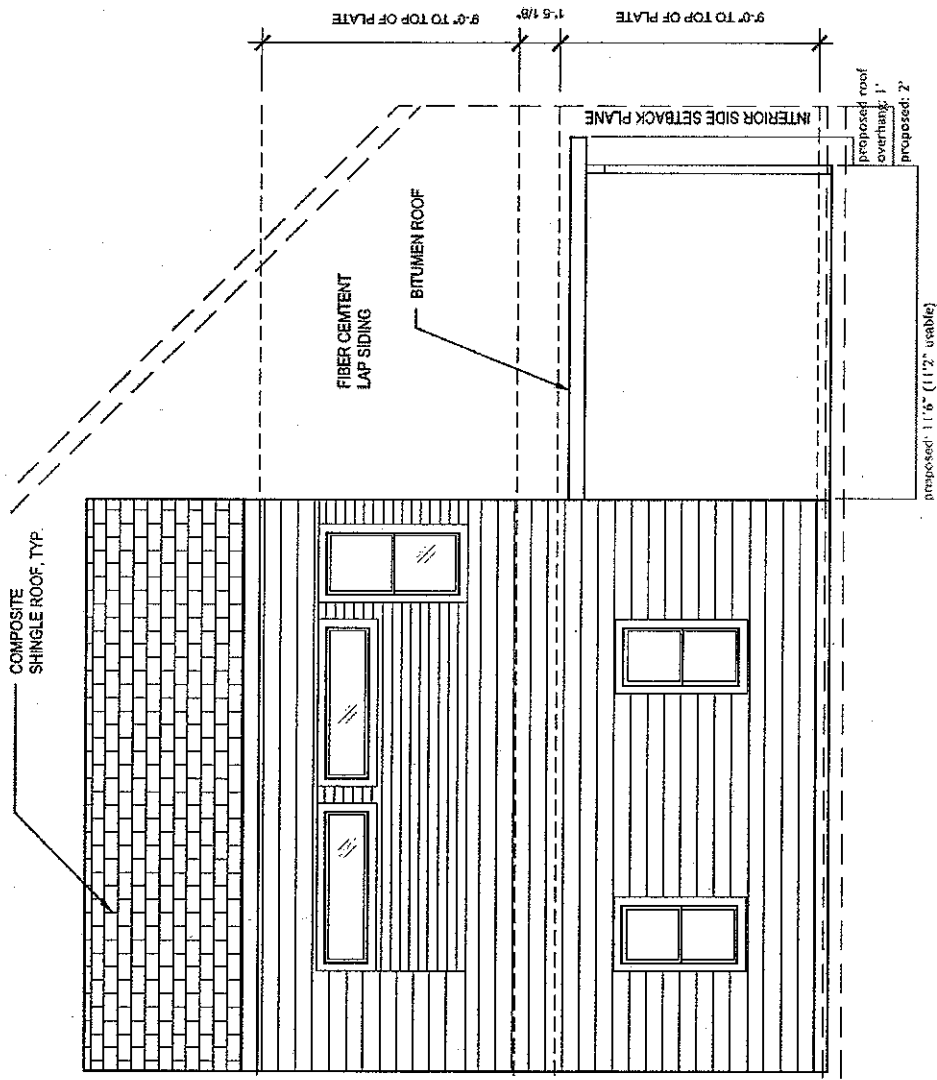 9'-0" TO TOP OF PLATE
1'-5 1/8"
9'-0" TO TOP OF PLATE
COMPOSITE
SHINGLE ROOF, TYP.
FIBER CEMTENT
LAP SIDING
BITUMEN ROOF
INTERIOR SIDE SETBACK PLANE
proposed roof
overhang: 1'
proposed: 2'
proposed: 11'6" (11'2" usable)